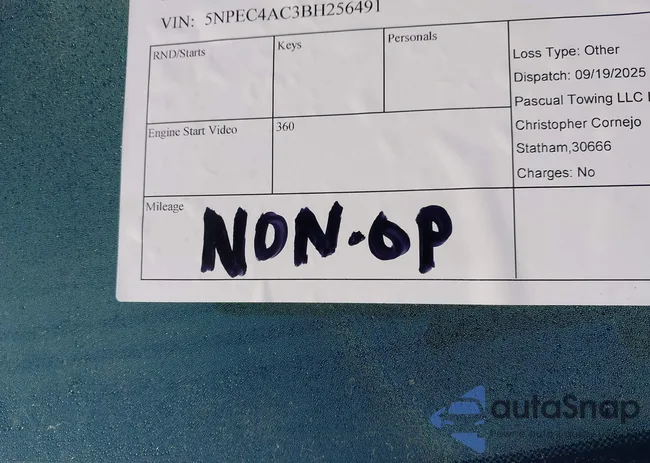 VIN: 5NPEC4AC3BH256491
RND/Starts
Keys
Personals
Loss Type: Other
Dispatch: 09/19/2025
Pascual Towing LLC
Christopher Cornejo
Statham,30666
Charges: No
Engine Start Video
360
Mileage
NON-OP
autoSnap